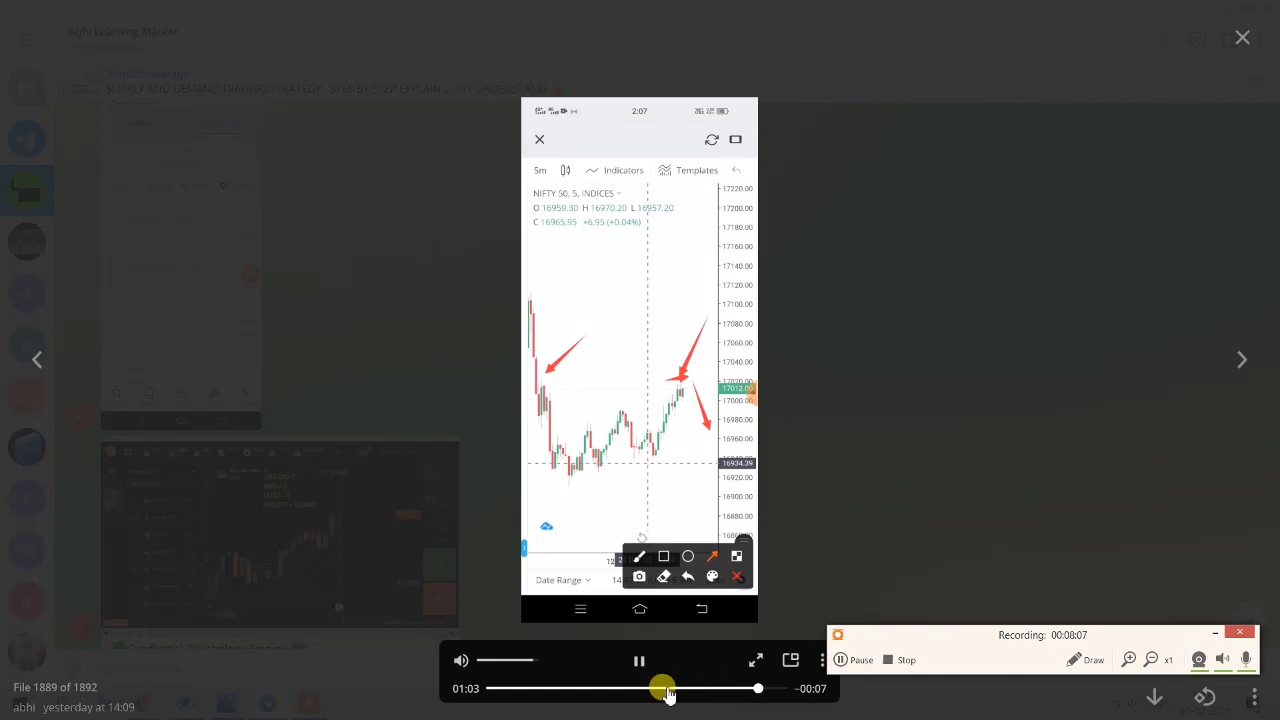 Abhi Learning Market
Pinned message
SUPPLY AND DEMAND TRADING STRATEGY STEP BY STEP EXPLAIN
2:07
5m Indicators Templates
NIFTY 50, 5, INDICES
O 16959.30 H 16970.20 L 16957.20
C 16965.95 +6.95 (+0.04%)
17220.00
17200.00
17180.00
17160.00
17140.00
17120.00
17100.00
17080.00
17060.00
17040.00
17020.00
17012.00
17000.00
16980.00
16960.00
16934.39
16920.00
16900.00
16880.00
Date Range
Recording: 00:08:07
Pause Stop Draw x1
01:03 −00:07
File 1889 of 1892
abhi yesterday at 14:09